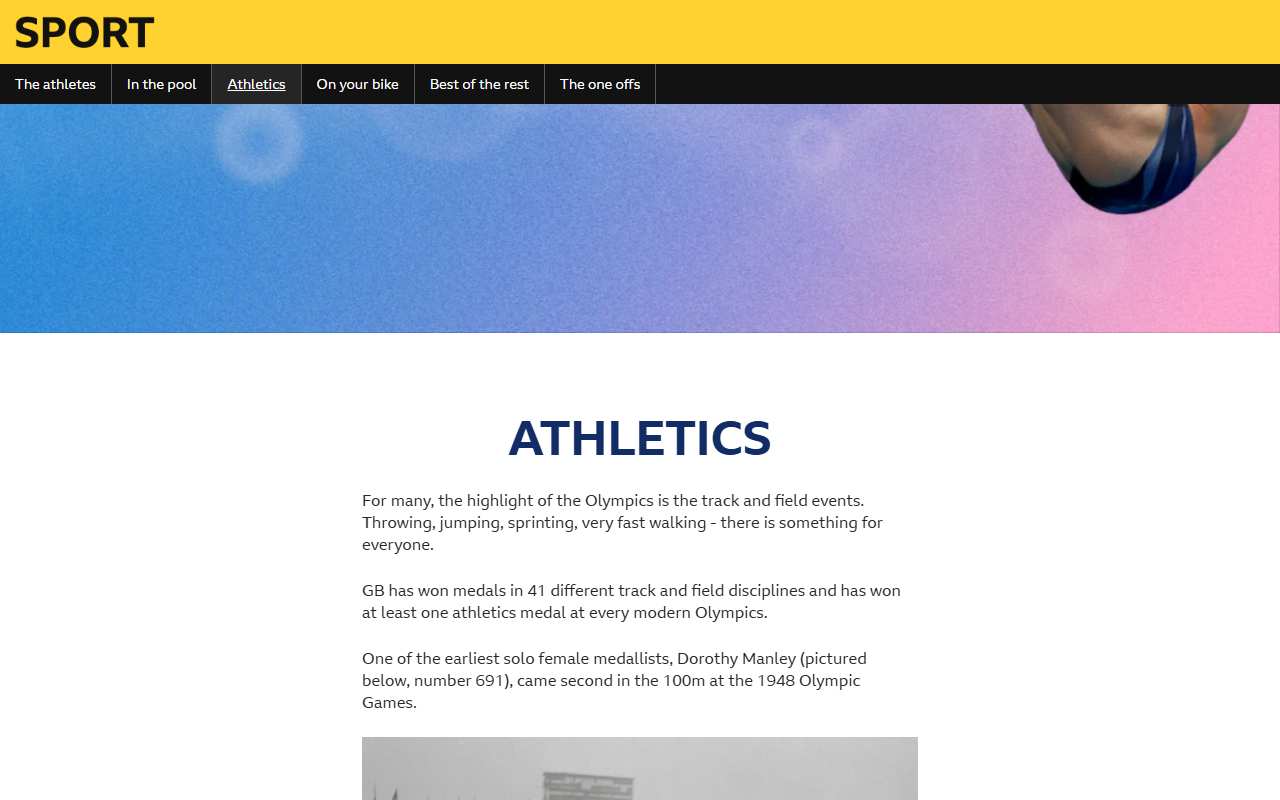 SPORT
The athletes
In the pool
Athletics
On your bike
Best of the rest
The one offs
ATHLETICS
For many, the highlight of the Olympics is the track and field events.
Throwing, jumping, sprinting, very fast walking - there is something for
everyone.
GB has won medals in 41 different track and field disciplines and has won
at least one athletics medal at every modern Olympics.
One of the earliest solo female medallists, Dorothy Manley (pictured
below, number 691), came second in the 100m at the 1948 Olympic
Games.